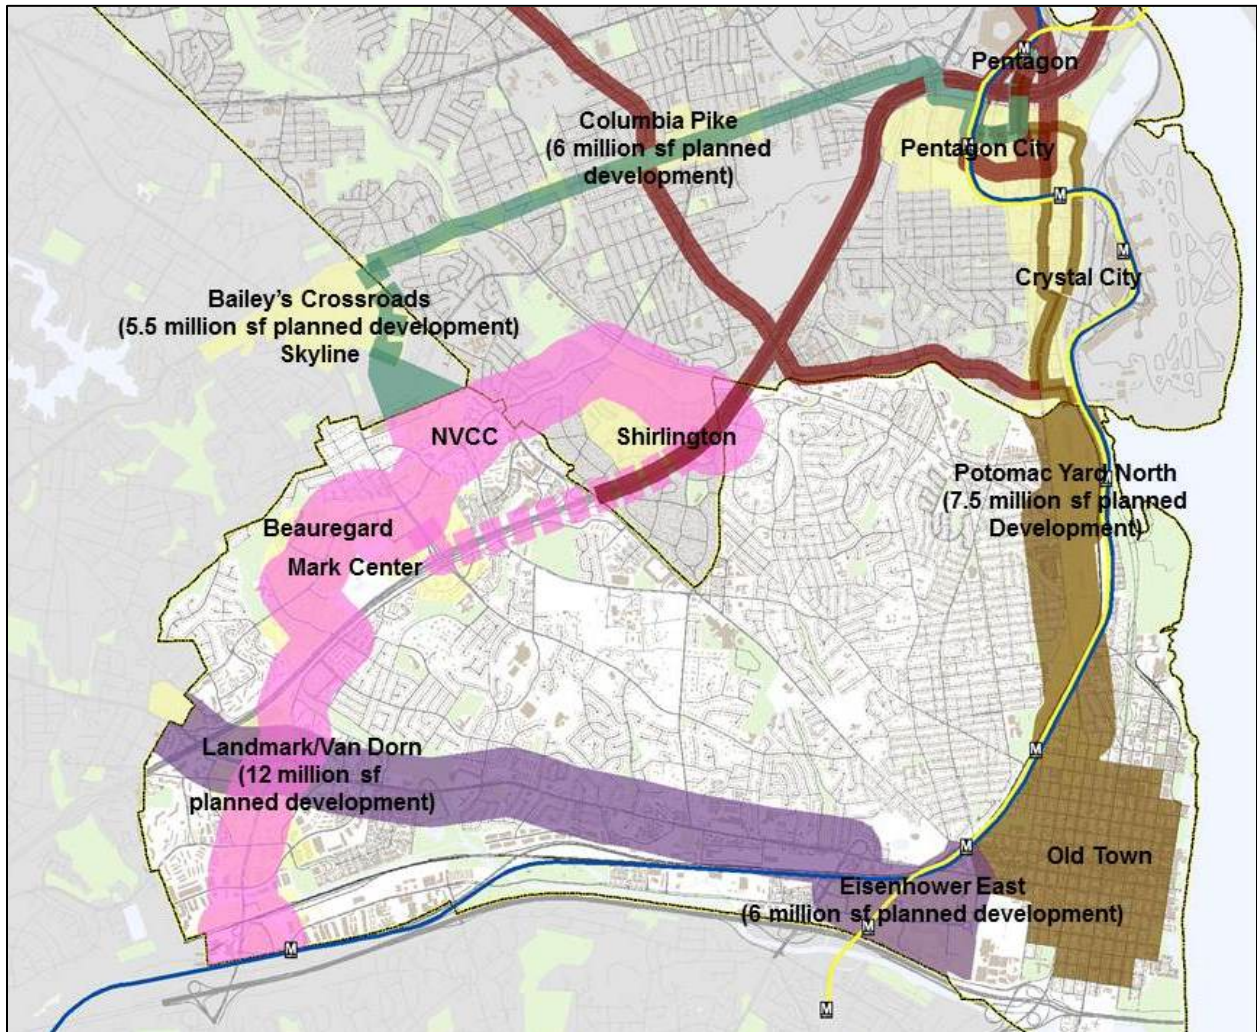 M
Pentagon
Columbia Pike
(6 million sf planned
development)
Pentagon City
M
M
M
Crystal City
Bailey's Crossroads
(5.5 million sf planned development)
Skyline
NVCC
Shirlington
Potomac Yard North
(7.5 million sf planned
Development)
M
Beauregard
Mark Center
Landmark/Van Dorn
(12 million sf
planned development)
M
M
Old Town
Eisenhower East
(6 million sf planned development)
M
M
M